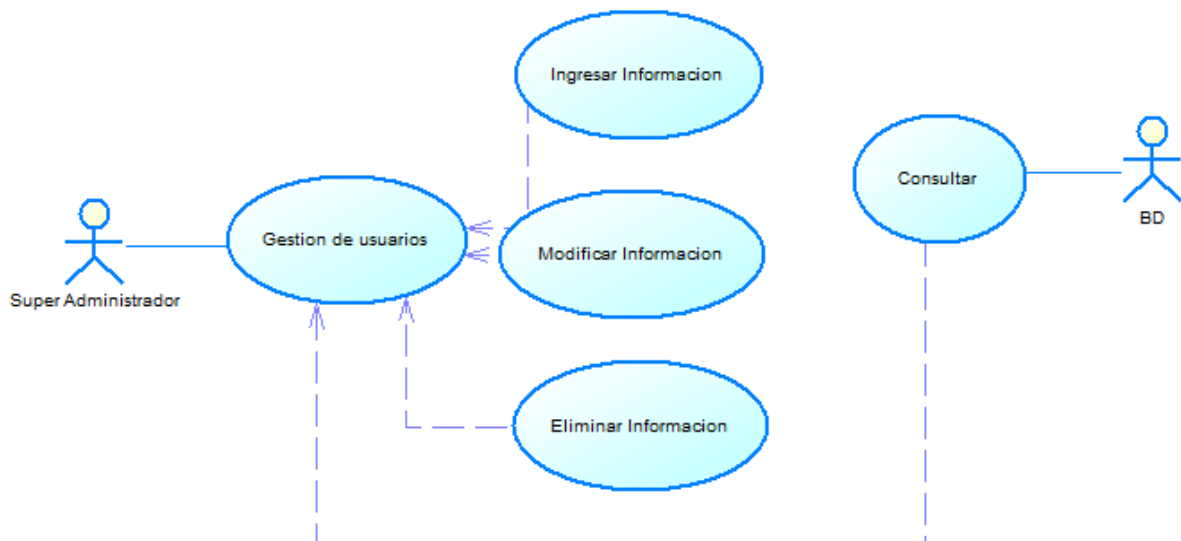 Ingresar Informacion
Consultar
BD
Gestion de usuarios
Modificar Informacion
Super Administrador
Eliminar Informacion